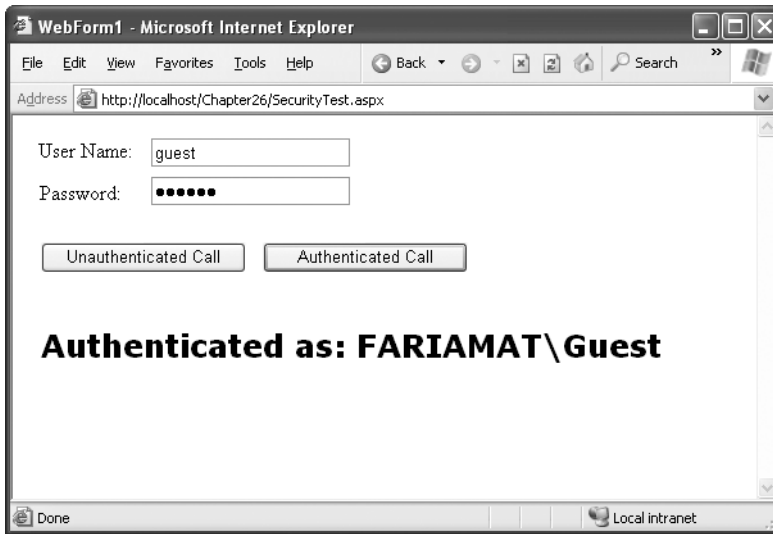 WebForm1 - Microsoft Internet Explorer
File Edit View Favorites Tools Help Back Search »
Address http://localhost/Chapter26/SecurityTest.aspx
User Name: guest
Password: ●●●●●●
Unauthenticated Call Authenticated Call
Authenticated as: FARIAMAT\Guest
Done Local intranet